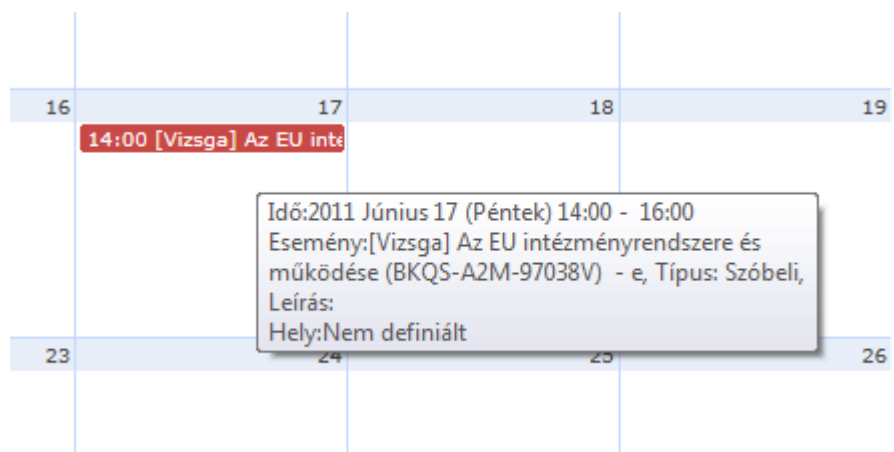 16 17 18 19
14:00 [Vizsga] Az EU inté
Idő:2011 Június 17 (Péntek) 14:00 - 16:00
Esemény:[Vizsga] Az EU intézményrendszere és
működése (BKQS-A2M-97038V) - e, Típus: Szóbeli,
Leírás:
Hely:Nem definiált
23 24 25 26